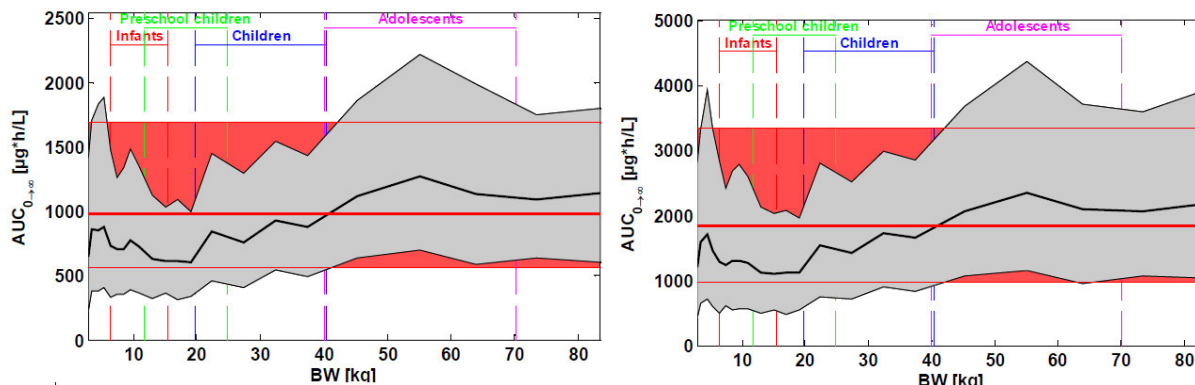 2500
2000
1500
1000
500
0
AUC0→∞ [µg*h/L]
Preschool children
Infants
Children
Adolescents
10 20 30 40 50 60 70 80
BW [kg]
5000
4000
3000
2000
1000
0
AUC0→∞ [µg*h/L]
Preschool children
Infants
Children
Adolescents
10 20 30 40 50 60 70 80
BW [kg]